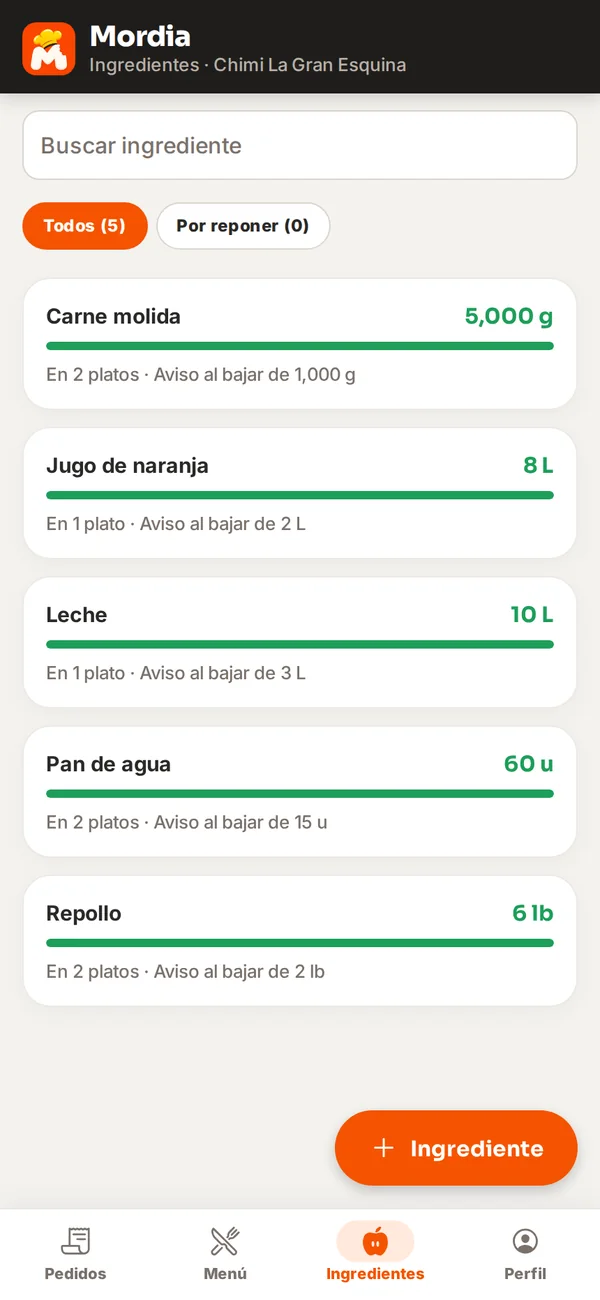 Mordia
Ingredientes · Chimi La Gran Esquina
Buscar ingrediente
Todos (5)
Por reponer (0)
Carne molida
5,000 g
En 2 platos · Aviso al bajar de 1,000 g
Jugo de naranja
8 L
En 1 plato · Aviso al bajar de 2 L
Leche
10 L
En 1 plato · Aviso al bajar de 3 L
Pan de agua
60 u
En 2 platos · Aviso al bajar de 15 u
Repollo
6 lb
En 2 platos · Aviso al bajar de 2 lb
+ Ingrediente
Pedidos
Menú
Ingredientes
Perfil